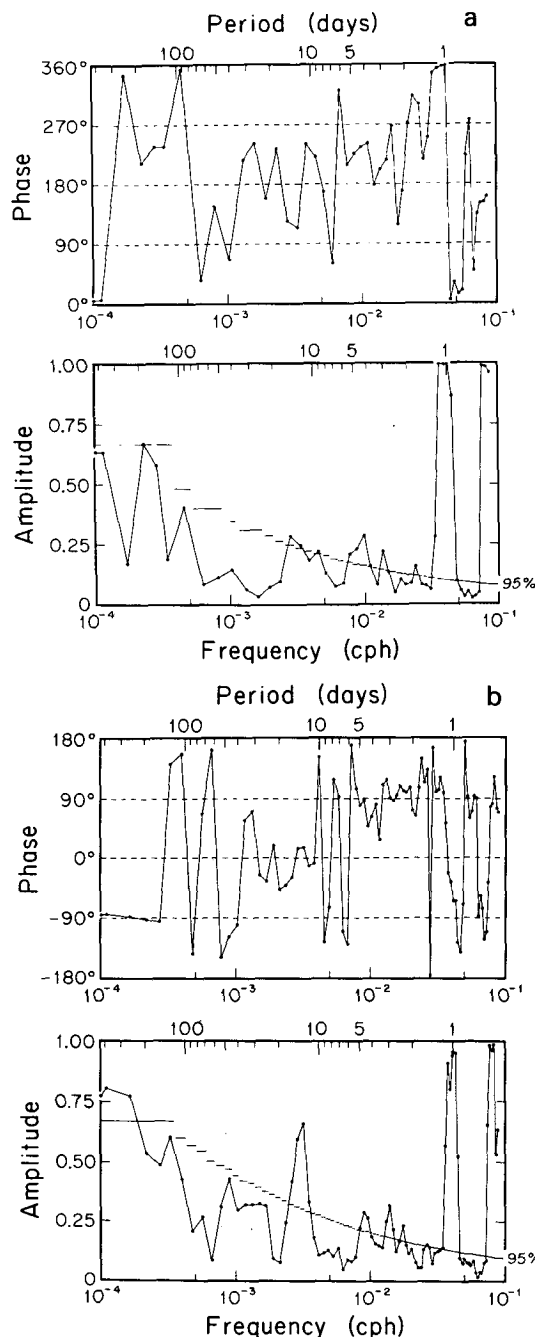 Period (days) a
100 10 5 1
360°
270°
180°
90°
0°
Phase
10⁻⁴ 10⁻³ 10⁻² 10⁻¹
100 10 5 1
1.00
0.75
0.50
0.25
0
Amplitude
95%
10⁻⁴ 10⁻³ 10⁻² 10⁻¹
Frequency (cph)
Period (days) b
100 10 5 1
180°
90°
0°
-90°
-180°
Phase
10⁻⁴ 10⁻³ 10⁻² 10⁻¹
100 10 5 1
1.00
0.75
0.50
0.25
0
Amplitude
95%
10⁻⁴ 10⁻³ 10⁻² 10⁻¹
Frequency (cph)